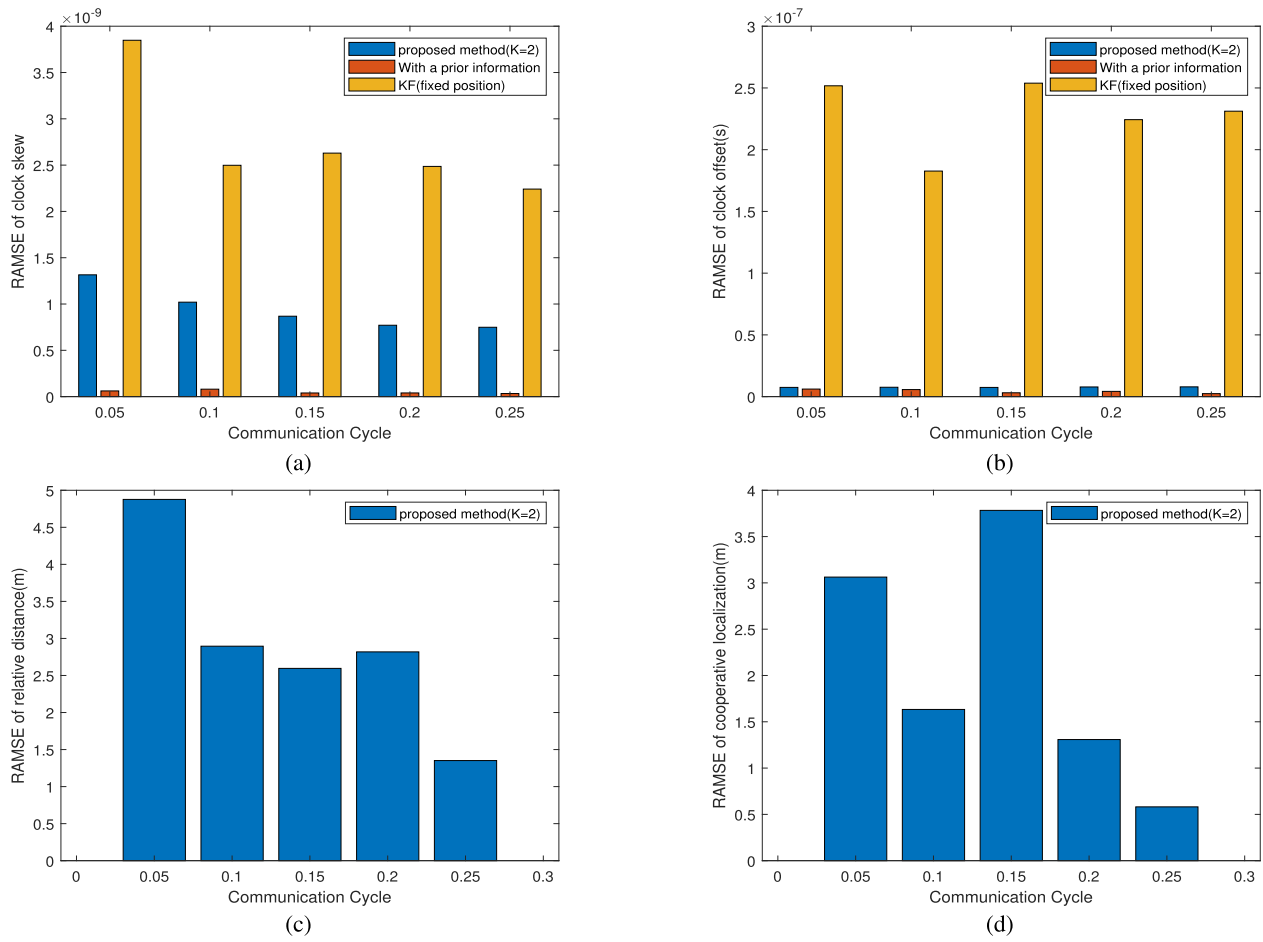 ×10^-9
4
3.5
3
2.5
2
1.5
1
0.5
0
RAMSE of clock skew
proposed method(K=2)
With a prior information
KF(fixed position)
0.05 0.1 0.15 0.2 0.25
Communication Cycle
(a)
×10^-7
3
2.5
2
1.5
1
0.5
0
RAMSE of clock offset(s)
proposed method(K=2)
With a prior information
KF(fixed position)
0.05 0.1 0.15 0.2 0.25
Communication Cycle
(b)
5
4.5
4
3.5
3
2.5
2
1.5
1
0.5
0
RAMSE of relative distance(m)
proposed method(K=2)
0 0.05 0.1 0.15 0.2 0.25 0.3
Communication Cycle
(c)
4
3.5
3
2.5
2
1.5
1
0.5
0
RAMSE of cooperative localization(m)
proposed method(K=2)
0 0.05 0.1 0.15 0.2 0.25 0.3
Communication Cycle
(d)